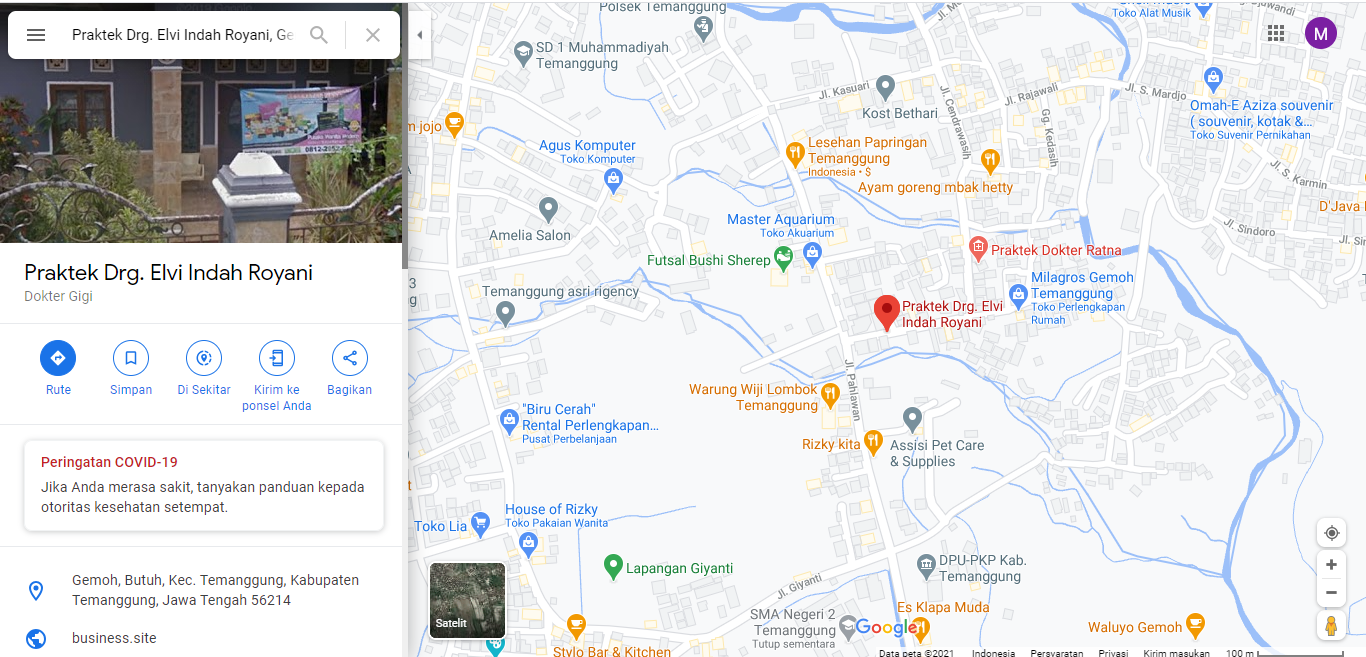 Praktek Drg. Elvi Indah Royani, Ge
0812-2052
Praktek Drg. Elvi Indah Royani
Dokter Gigi
Rute
Simpan
Di Sekitar
Kirim ke
ponsel Anda
Bagikan
Peringatan COVID-19
Jika Anda merasa sakit, tanyakan panduan kepada
otoritas kesehatan setempat.
Gemoh, Butuh, Kec. Temanggung, Kabupaten
Temanggung, Jawa Tengah 56214
business.site
Polsek Temanggung
Toko Alat Musik
M
SD 1 Muhammadiyah
Temanggung
Jl. Kasuari
Kost Bethari
Jl. Cendrawasih
Jl. Rajawali
Gg. Kedasih
Jl. S. Mardjo
Omah-E Aziza souvenir
( souvenir, kotak &...
Toko Suvenir Pernikahan
m jojo
Agus Komputer
Toko Komputer
Lesehan Papringan
Temanggung
Indonesia • $
Ayam goreng mbak hetty
Jl. S. Karmin
D'Java
Jl. Sindoro
Amelia Salon
Master Aquarium
Toko Akuarium
Futsal Bushi Sherep
Praktek Dokter Ratna
Milagros Gemoh
Temanggung
Toko Perlengkapan
Rumah
Temanggung asri rigency
Praktek Drg. Elvi
Indah Royani
Jl. Pahlawan
Warung Wiji Lombok
Temanggung
"Biru Cerah"
Rental Perlengkapan...
Pusat Perbelanjaan
Rizky kita
Assisi Pet Care
& Supplies
House of Rizky
Toko Pakaian Wanita
Toko Lia
Lapangan Giyanti
Jl. Giyanti
DPU-PKP Kab.
Temanggung
Es Klapa Muda
SMA Negeri 2
Temanggung
Tutup sementara
Google
Waluyo Gemoh
Satelit
Stylo Bar & Kitchen
Data peta ©2021
Indonesia
Persyaratan
Privasi
Kirim masukan
100 m